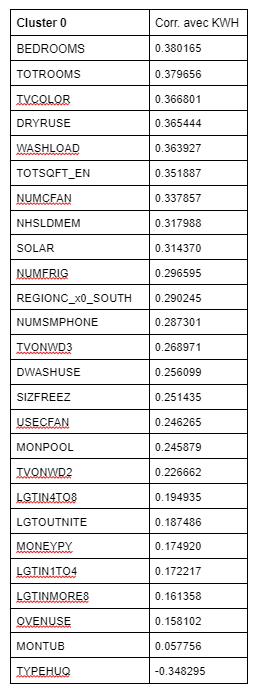 Cluster 0 Corr. avec KWH
BEDROOMS 0.380165
TOTROOMS 0.379656
TVCOLOR 0.366801
DRYRUSE 0.365444
WASHLOAD 0.363927
TOTSQFT_EN 0.351887
NUMCFAN 0.337857
NHSLDMEM 0.317988
SOLAR 0.314370
NUMFRIG 0.296595
REGIONC_x0_SOUTH 0.290245
NUMSMPHONE 0.287301
TVONWD3 0.268971
DWASHUSE 0.256099
SIZFREEZ 0.251435
USECFAN 0.246265
MONPOOL 0.245879
TVONWD2 0.226662
LGTIN4TO8 0.194935
LGTOUTNITE 0.187486
MONEYPY 0.174920
LGTIN1TO4 0.172217
LGTINMORE8 0.161358
OVENUSE 0.158102
MONTUB 0.057756
TYPEHUQ -0.348295